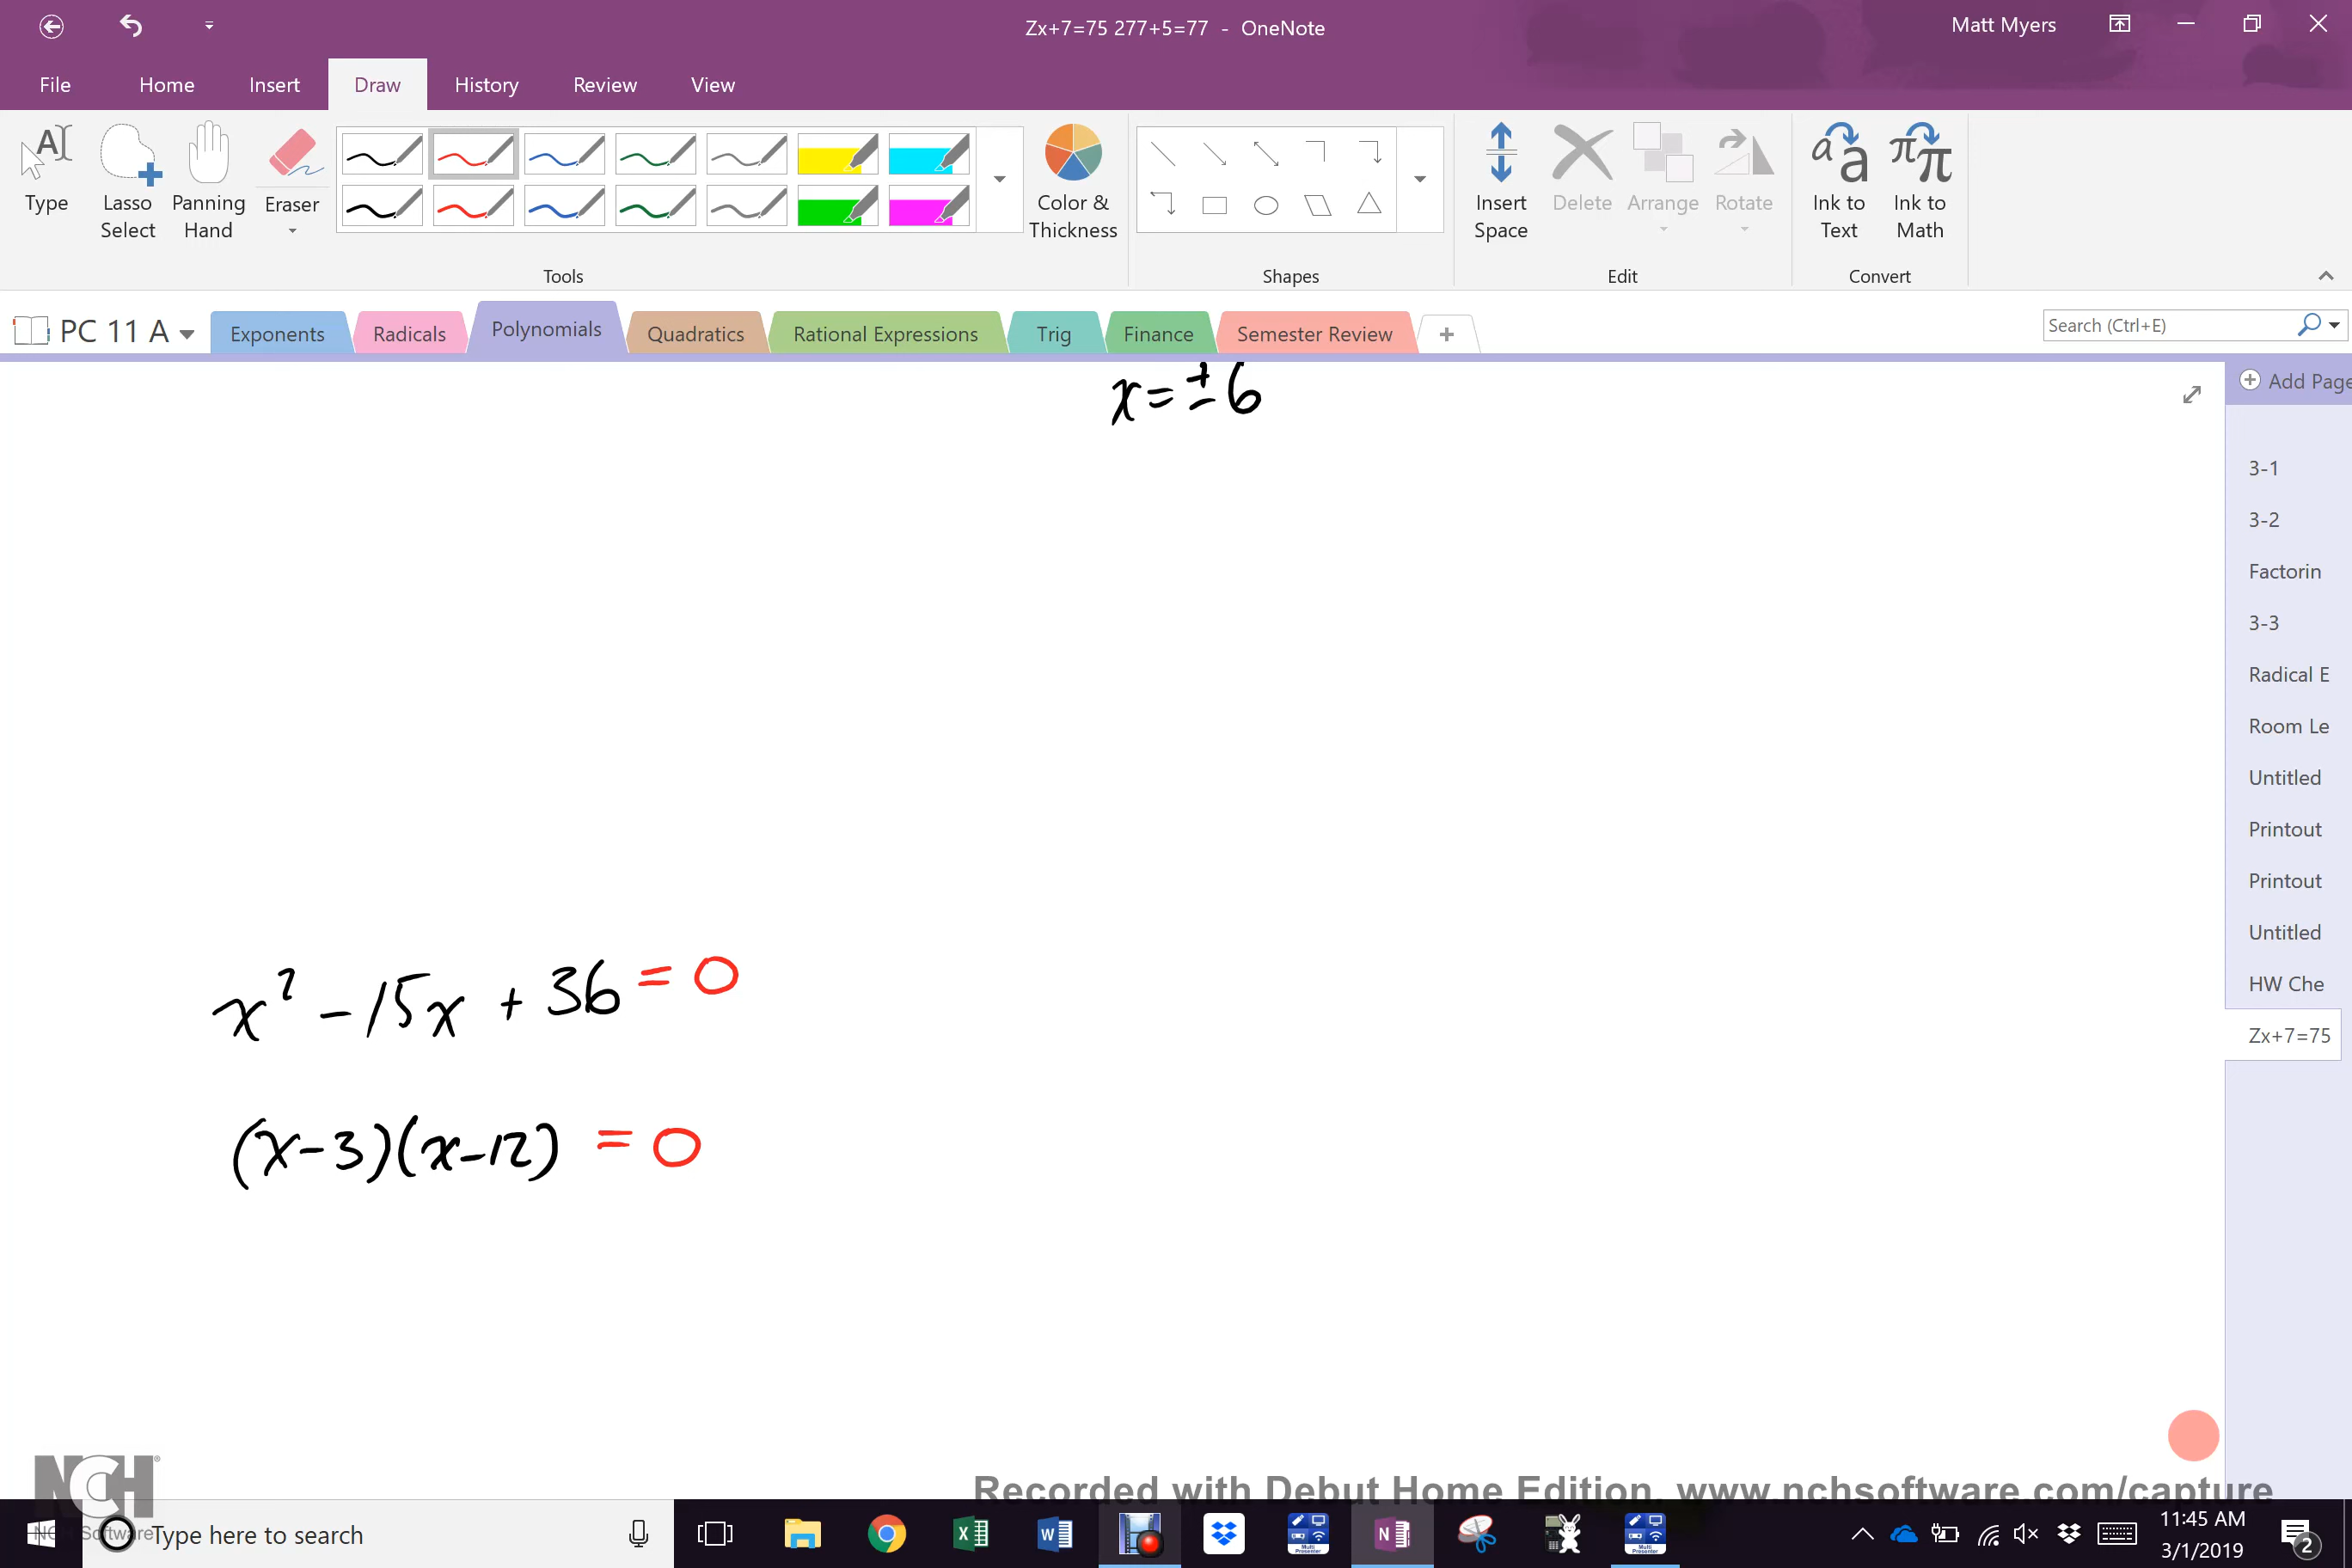 Zx+7=75 277+5=77 - OneNote
Matt Myers
File Home Insert Draw History Review View
Type
Lasso Select
Panning Hand
Eraser
Color & Thickness
Insert Space
Delete
Arrange
Rotate
Ink to Text
Ink to Math
Tools
Shapes
Edit
Convert
PC 11 A
Exponents Radicals Polynomials Quadratics Rational Expressions Trig Finance Semester Review
Search (Ctrl+E)
Add Page
x = ± 6
3-1
3-2
Factorin
3-3
Radical E
Room Le
Untitled
Printout
Printout
Untitled
HW Che
Zx+7=75
x² - 15x + 36 = 0
(x-3)(x-12) = 0
NCH
NCH Software
Recorded with Debut Home Edition. www.nchsoftware.com/capture
Type here to search
11:45 AM
3/1/2019
2